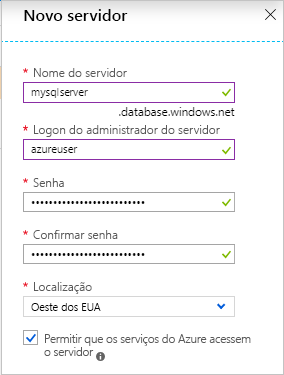 Novo servidor
* Nome do servidor
mysqlserver
.database.windows.net
* Logon do administrador do servidor
azureuser
* Senha
••••••••••••••••••••••••••
* Confirmar senha
••••••••••••••••••••••••••
* Localização
Oeste dos EUA
Permitir que os serviços do Azure acessem
o servidor